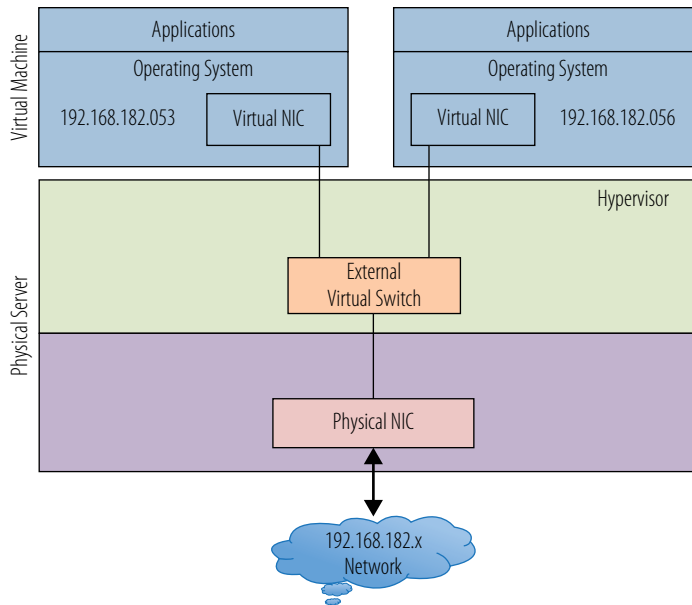 Virtual Machine
Applications
Operating System
192.168.182.053
Virtual NIC
Applications
Operating System
Virtual NIC
192.168.182.056
Physical Server
Hypervisor
External
Virtual Switch
Physical NIC
192.168.182.x
Network